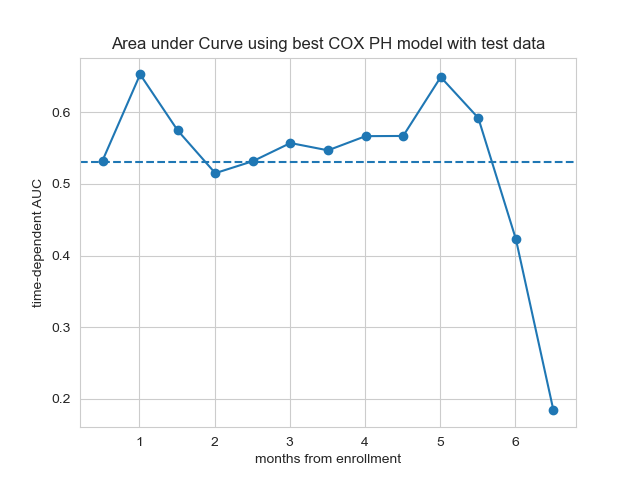 Area under Curve using best COX PH model with test data
time-dependent AUC
0.6
0.5
0.4
0.3
0.2
1 2 3 4 5 6
months from enrollment